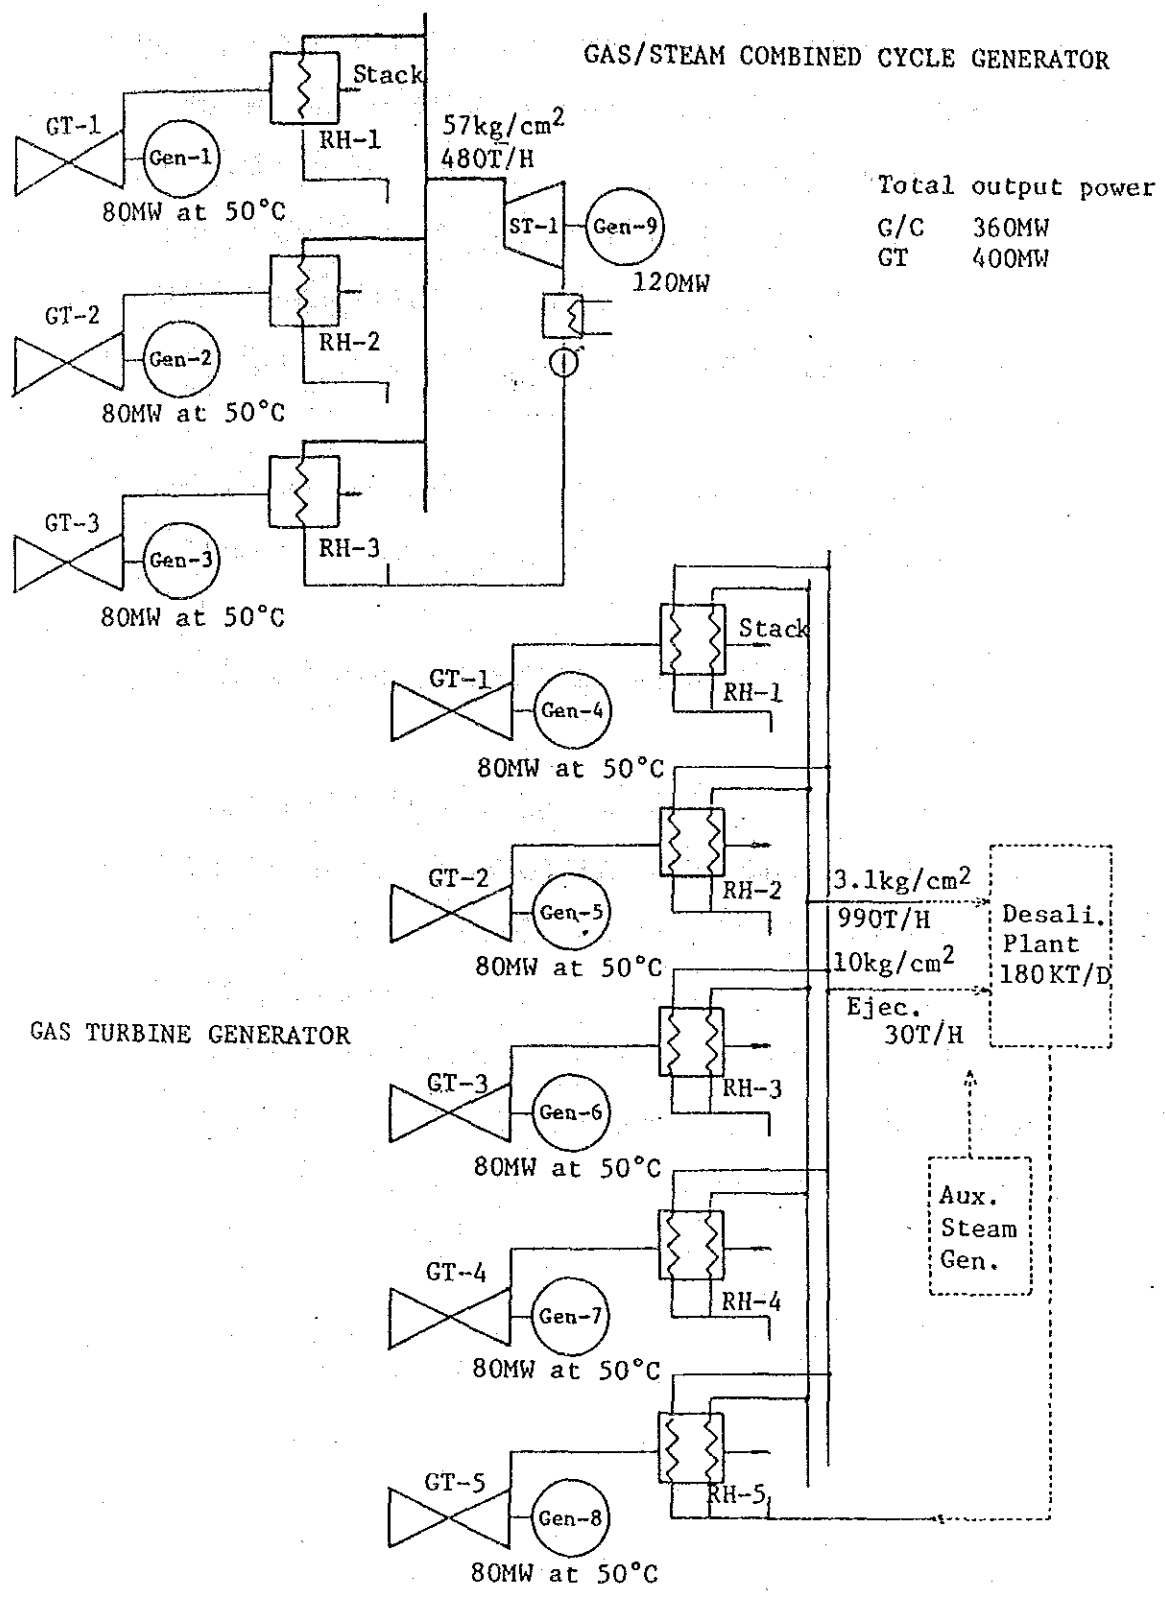 GAS/STEAM COMBINED CYCLE GENERATOR
Stack
GT-1
Gen-1
RH-1
80MW at 50°C
57kg/cm²
480T/H
ST-1
Gen-9
120MW
Total output power
G/C 360MW
GT 400MW
GT-2
Gen-2
RH-2
80MW at 50°C
GT-3
Gen-3
RH-3
80MW at 50°C
Stack
GT-1
Gen-4
RH-1
80MW at 50°C
GT-2
Gen-5
RH-2
80MW at 50°C
3.1kg/cm²
990T/H
10kg/cm²
Ejec.
30T/H
Desali.
Plant
180KT/D
GAS TURBINE GENERATOR
GT-3
Gen-6
RH-3
80MW at 50°C
Aux.
Steam
Gen.
GT-4
Gen-7
RH-4
80MW at 50°C
GT-5
Gen-8
RH-5
80MW at 50°C